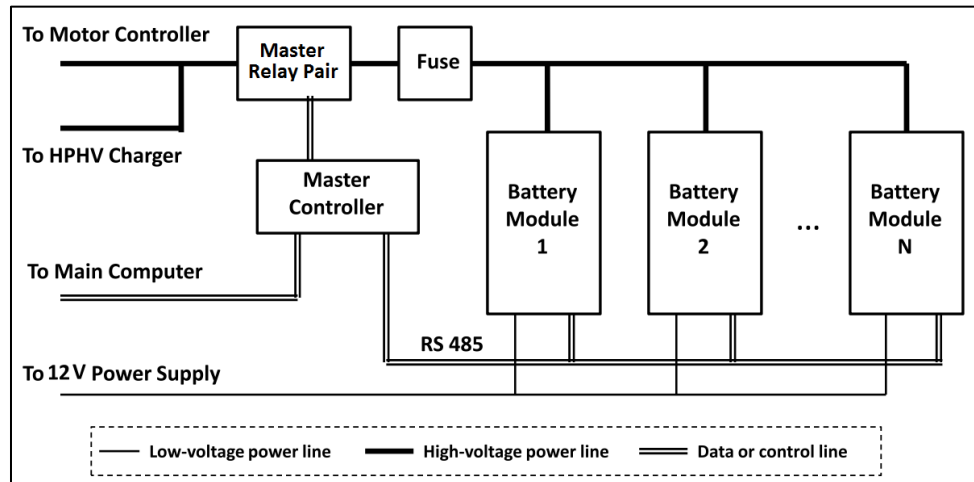 To Motor Controller
Master
Relay Pair
Fuse
To HPHV Charger
Master
Controller
Battery
Module
1
Battery
Module
2
...
Battery
Module
N
To Main Computer
RS 485
To 12V Power Supply
Low-voltage power line
High-voltage power line
Data or control line